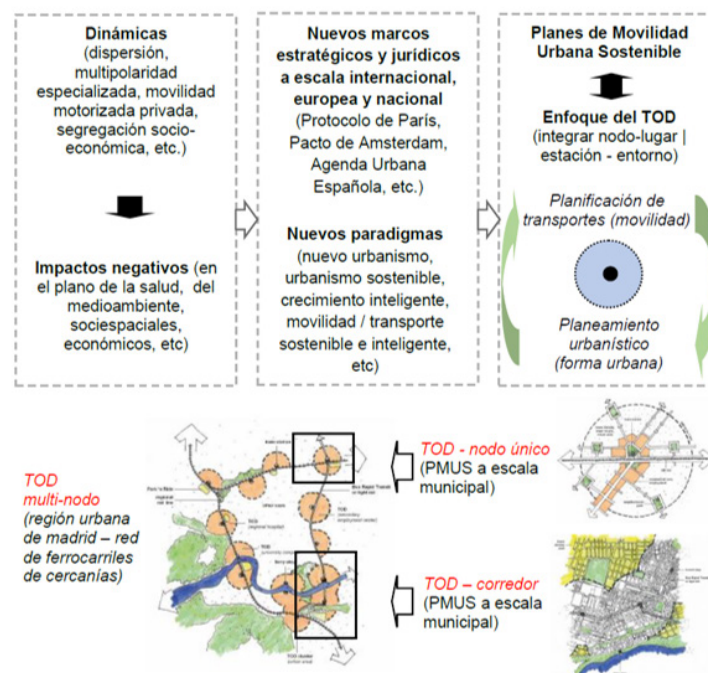 Dinámicas
(dispersión,
multipolaridad
especializada, movilidad
motorizada privada,
segregación socio-
económica, etc.)
Impactos negativos (en
el plano de la salud, del
medioambiente,
sociespaciales,
económicos, etc)
Nuevos marcos
estratégicos y jurídicos
a escala internacional,
europea y nacional
(Protocolo de París,
Pacto de Amsterdam,
Agenda Urbana
Española, etc.)
Nuevos paradigmas
(nuevo urbanismo,
urbanismo sostenible,
crecimiento inteligente,
movilidad / transporte
sostenible e inteligente,
etc)
Planes de Movilidad
Urbana Sostenible
Enfoque del TOD
(integrar nodo-lugar |
estación - entorno)
Planificación de
transportes (movilidad)
Planeamiento
urbanístico
(forma urbana)
TOD
multi-nodo
(región urbana
de madrid – red
de ferrocarriles
de cercanías)
TOD - nodo único
(PMUS a escala
municipal)
TOD – corredor
(PMUS a escala
municipal)